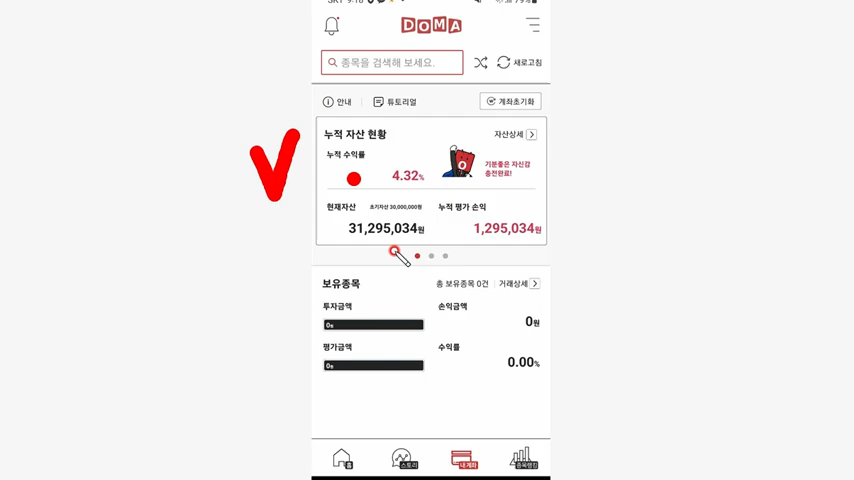 DOMA
종목을 검색해 보세요.
새로고침
안내
튜토리얼
계좌초기화
누적 자산 현황
자산상세
누적 수익률
4.32%
기분좋은 자신감
충전완료!
현재자산
초기자산 30,000,000원
누적 평가 손익
31,295,034원
1,295,034원
보유종목
총 보유종목 0건
거래상세
투자금액
손익금액
0원
0원
평가금액
수익률
0원
0.00%
홈
스토리
내 계좌
종목랭킹